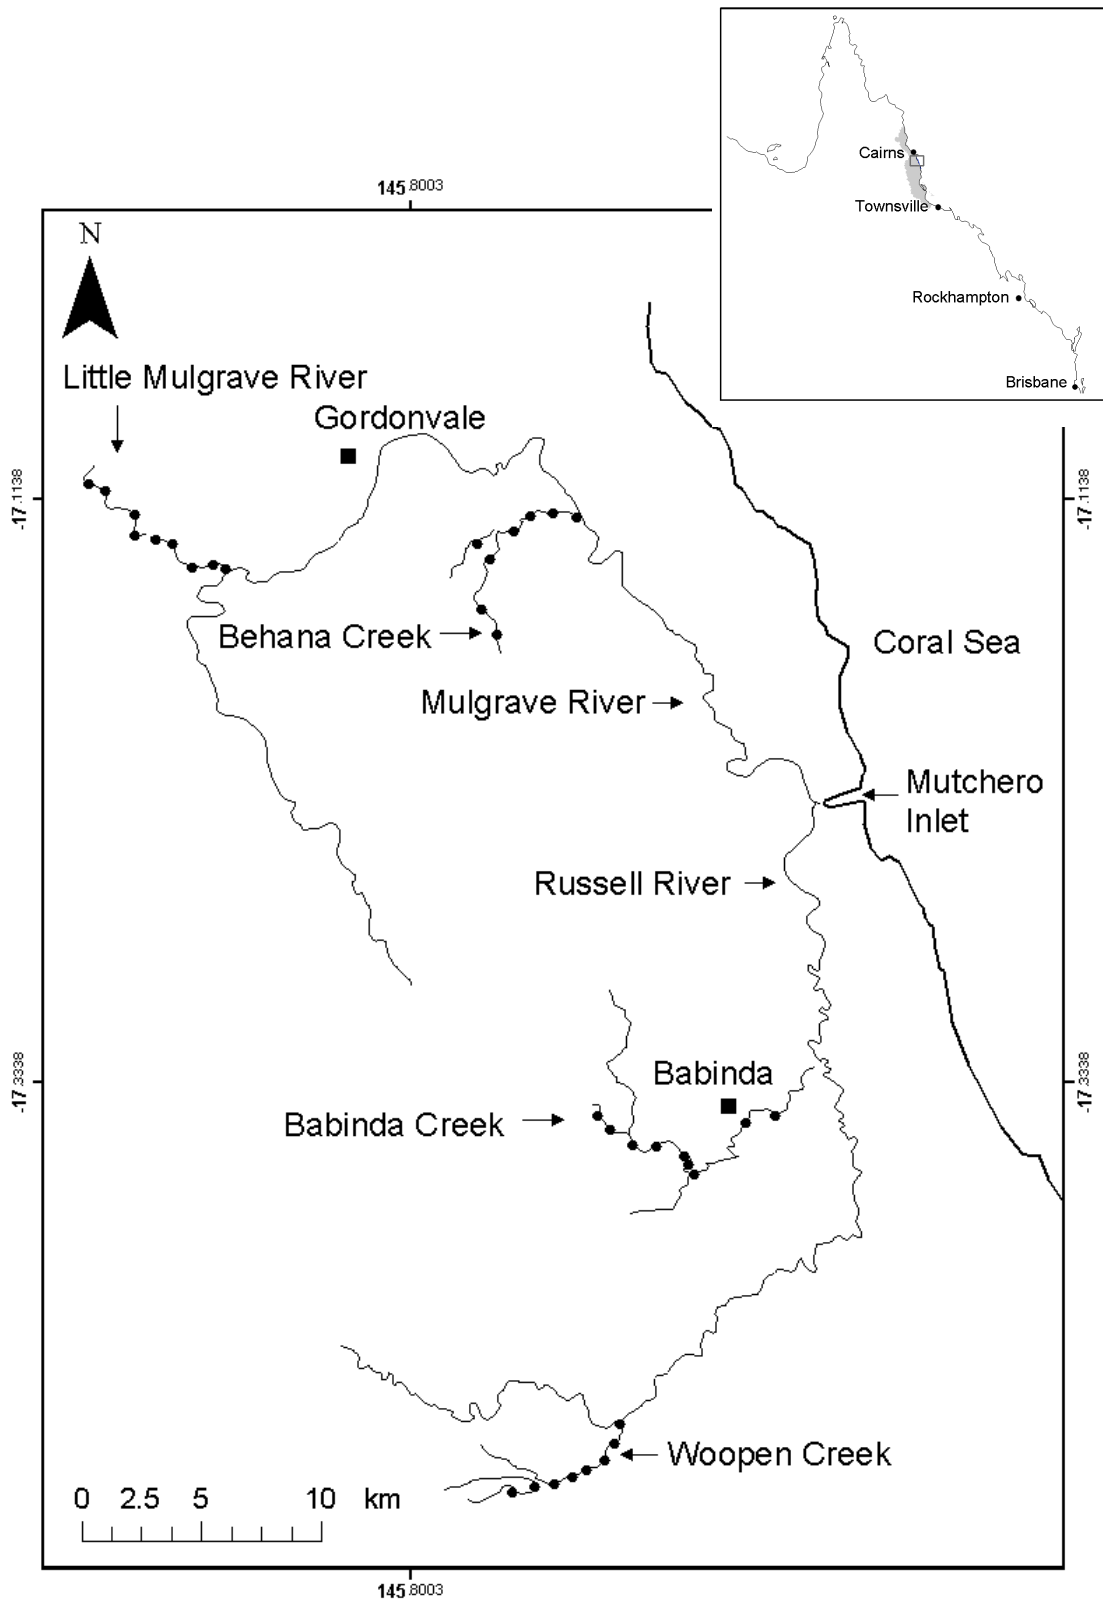 Cairns
Townsville
Rockhampton
Brisbane
145.8003
N
Little Mulgrave River
Gordonvale
-17.1138
-17.1138
Behana Creek
Coral Sea
Mulgrave River
Mutchero
Inlet
Russell River
Babinda
-17.3338
-17.3338
Babinda Creek
Woopen Creek
0 2.5 5 10 km
145.8003